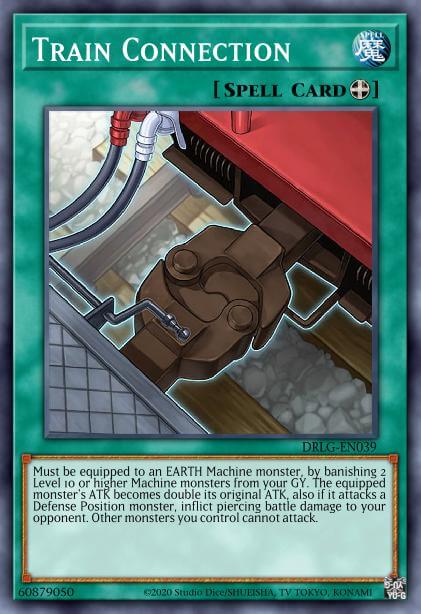 TRAIN CONNECTION
SPELL
魔
[SPELL CARD]
DRLG-EN039
Must be equipped to an EARTH Machine monster, by banishing 2
Level 10 or higher Machine monsters from your GY. The equipped
monster's ATK becomes double its original ATK, also if it attacks a
Defense Position monster, inflict piercing battle damage to your
opponent. Other monsters you control cannot attack.
60879050
©2020 Studio Dice/SHUEISHA, TV TOKYO, KONAMI